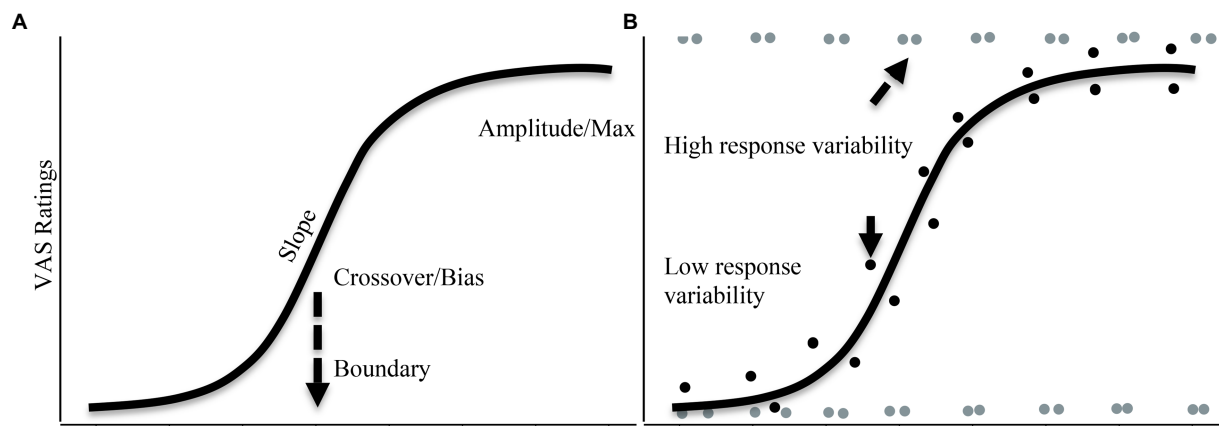 A
VAS Ratings
Slope
Amplitude/Max
Crossover/Bias
Boundary
B
High response variability
Low response
variability